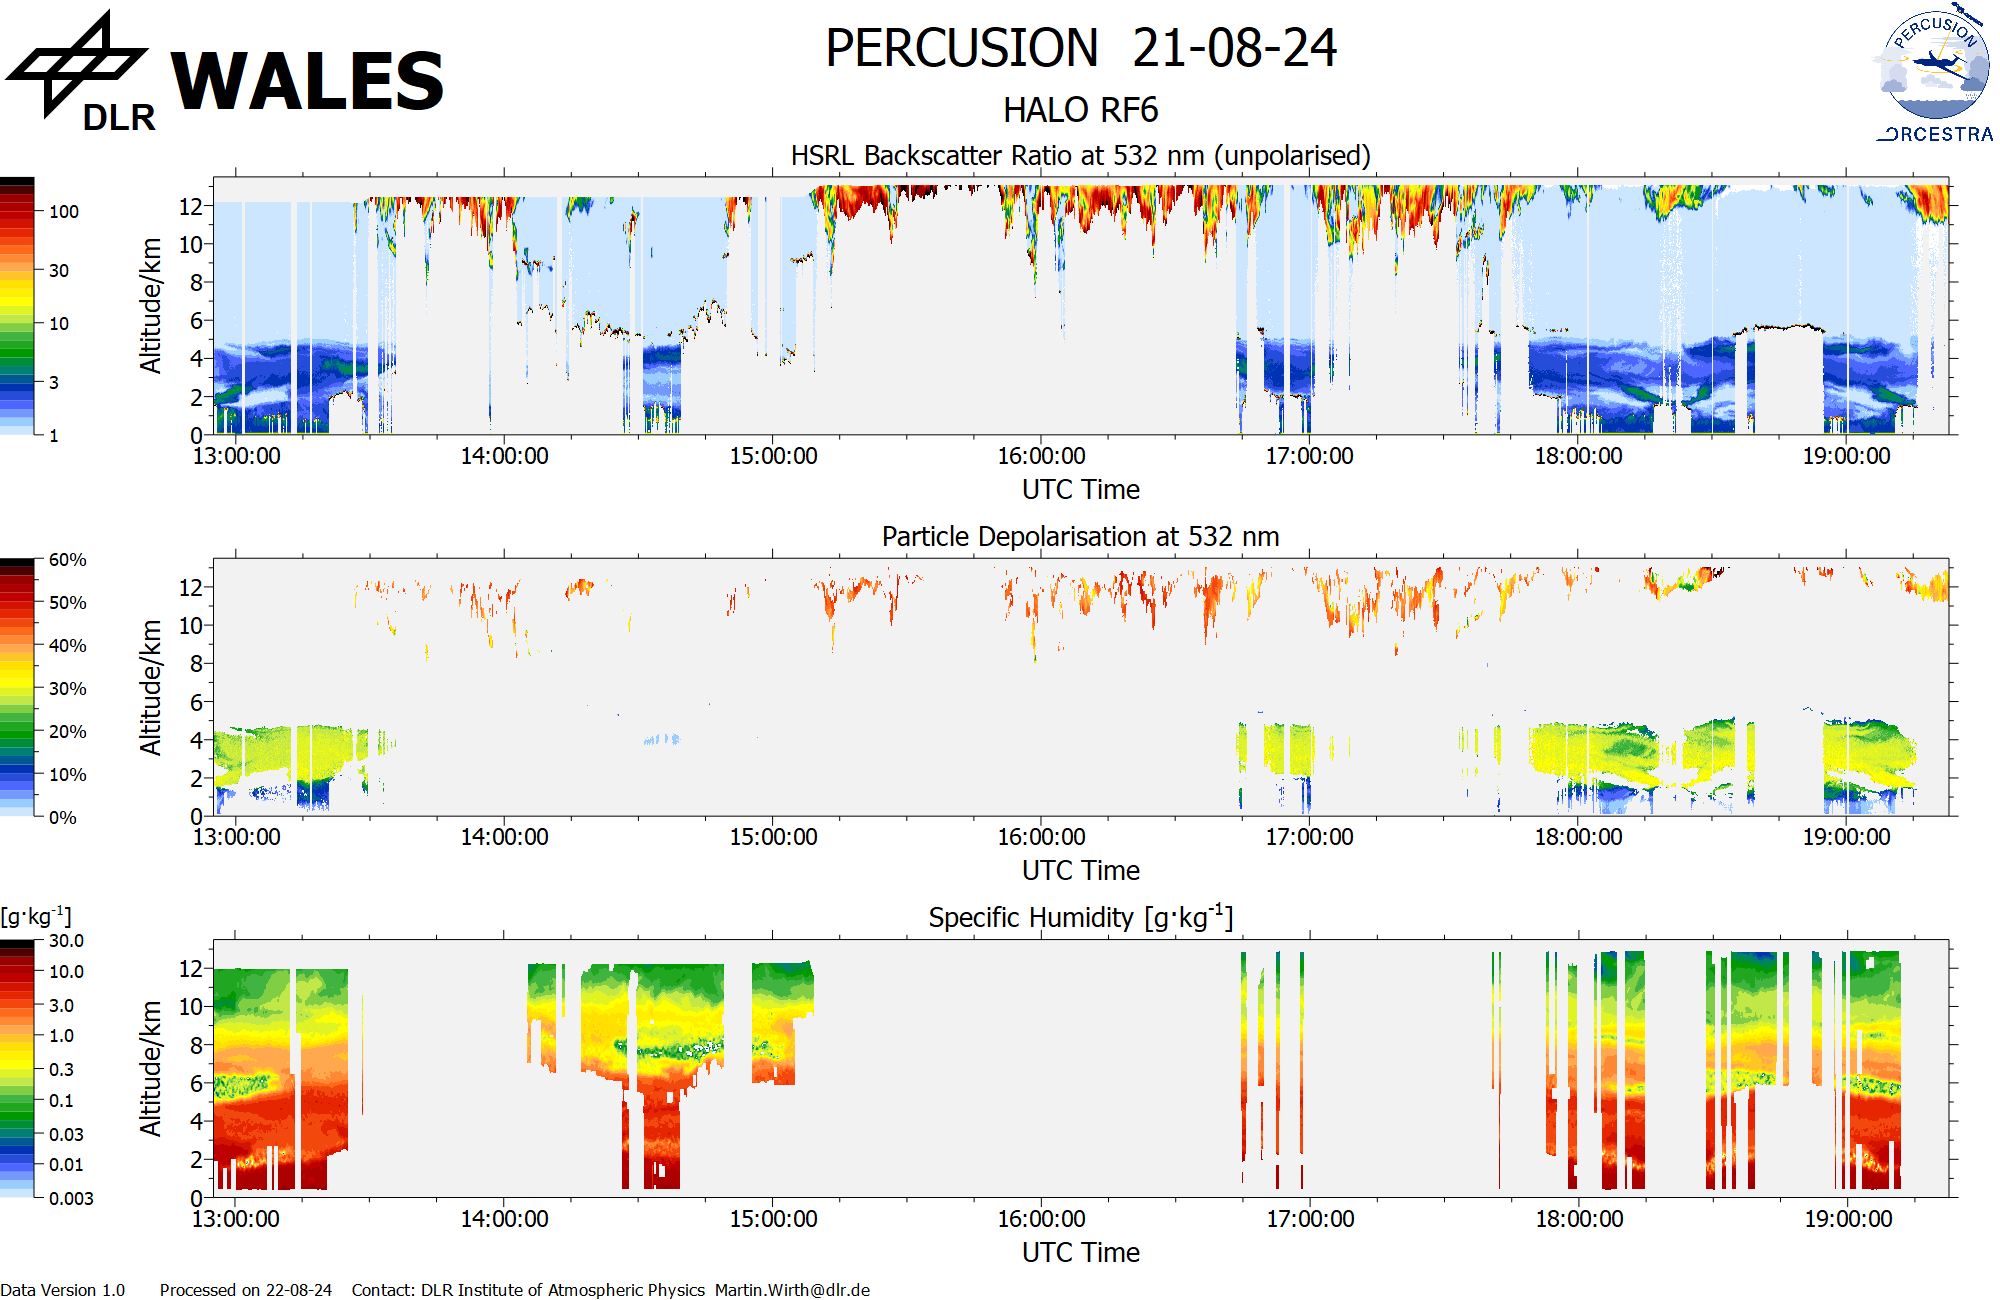 DLR
WALES
PERCUSION 21-08-24
HALO RF6
PERCUSION
ORCESTRA
HSRL Backscatter Ratio at 532 nm (unpolarised)
100
30
10
3
1
Altitude/km
12
10
8
6
4
2
0
13:00:00 14:00:00 15:00:00 16:00:00 17:00:00 18:00:00 19:00:00
UTC Time
Particle Depolarisation at 532 nm
60%
50%
40%
30%
20%
10%
0%
Altitude/km
12
10
8
6
4
2
0
13:00:00 14:00:00 15:00:00 16:00:00 17:00:00 18:00:00 19:00:00
UTC Time
Specific Humidity [g·kg⁻¹]
[g·kg⁻¹]
30.0
10.0
3.0
1.0
0.3
0.1
0.03
0.01
0.003
Altitude/km
12
10
8
6
4
2
0
13:00:00 14:00:00 15:00:00 16:00:00 17:00:00 18:00:00 19:00:00
UTC Time
Data Version 1.0 Processed on 22-08-24 Contact: DLR Institute of Atmospheric Physics Martin.Wirth@dlr.de